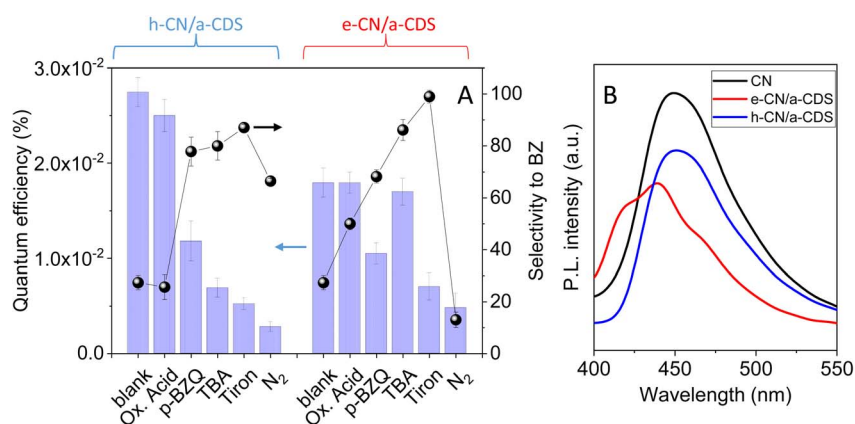 h-CN/a-CDS
e-CN/a-CDS
A
Quantum efficiency (%)
3.0x10⁻²
2.0x10⁻²
1.0x10⁻²
0.0
100
80
60
40
20
0
Selectivity to BZ
blank
Ox. Acid
p-BZQ
TBA
Tiron
N₂
blank
Ox. Acid
p-BZQ
TBA
Tiron
N₂
B
CN
e-CN/a-CDS
h-CN/a-CDS
P.L. intensity (a.u.)
400 450 500 550
Wavelength (nm)